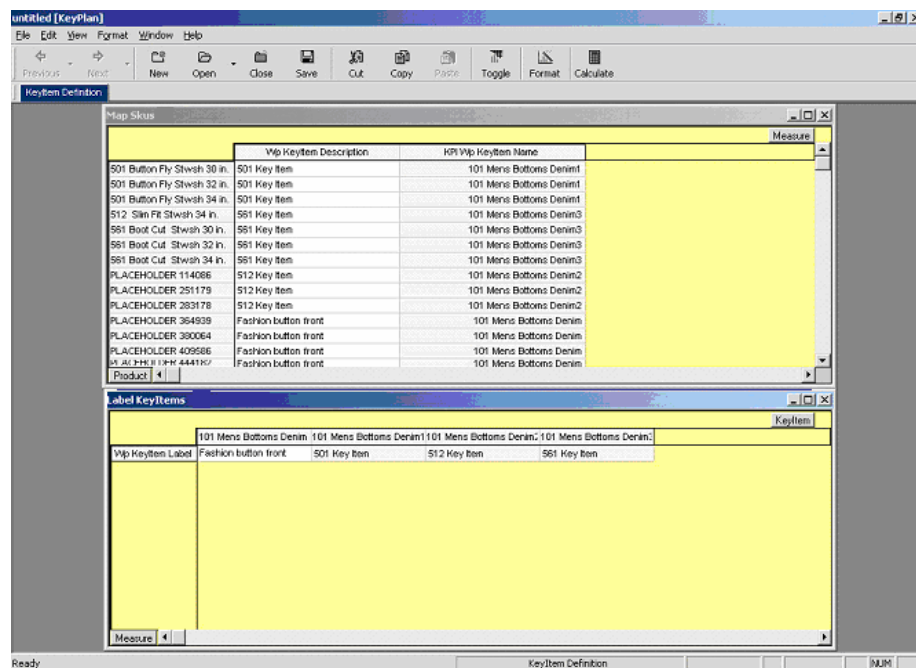 untitled [KeyPlan]
File Edit View Format Window Help
Previous Next New Open Close Save Cut Copy Paste Toggle Format Calculate
KeyItem Definition
Map Skus
Measure
Wp KeyItem Description KPI Wp KeyItem Name
501 Button Fly Stwsh 30 in. 501 Key Item 101 Mens Bottoms Denim1
501 Button Fly Stwsh 32 in. 501 Key Item 101 Mens Bottoms Denim1
501 Button Fly Stwsh 34 in. 501 Key Item 101 Mens Bottoms Denim1
512 Slim Fit Stwsh 34 in. 561 Key Item 101 Mens Bottoms Denim3
561 Boot Cut Stwsh 30 in. 561 Key Item 101 Mens Bottoms Denim3
561 Boot Cut Stwsh 32 in. 561 Key Item 101 Mens Bottoms Denim3
561 Boot Cut Stwsh 34 in. 561 Key Item 101 Mens Bottoms Denim3
PLACEHOLDER 114086 512 Key Item 101 Mens Bottoms Denim2
PLACEHOLDER 251179 512 Key Item 101 Mens Bottoms Denim2
PLACEHOLDER 283178 512 Key Item 101 Mens Bottoms Denim2
PLACEHOLDER 364939 Fashion button front 101 Mens Bottoms Denim
PLACEHOLDER 380064 Fashion button front 101 Mens Bottoms Denim
PLACEHOLDER 409586 Fashion button front 101 Mens Bottoms Denim
PLACEHOLDER 444187 Fashion button front 101 Mens Bottoms Denim
Product
Label KeyItems
KeyItem
101 Mens Bottoms Denim 101 Mens Bottoms Denim1 101 Mens Bottoms Denim2 101 Mens Bottoms Denim3
Wp KeyItem Label Fashion button front 501 Key Item 512 Key Item 561 Key Item
Measure
Ready KeyItem Definition NUM